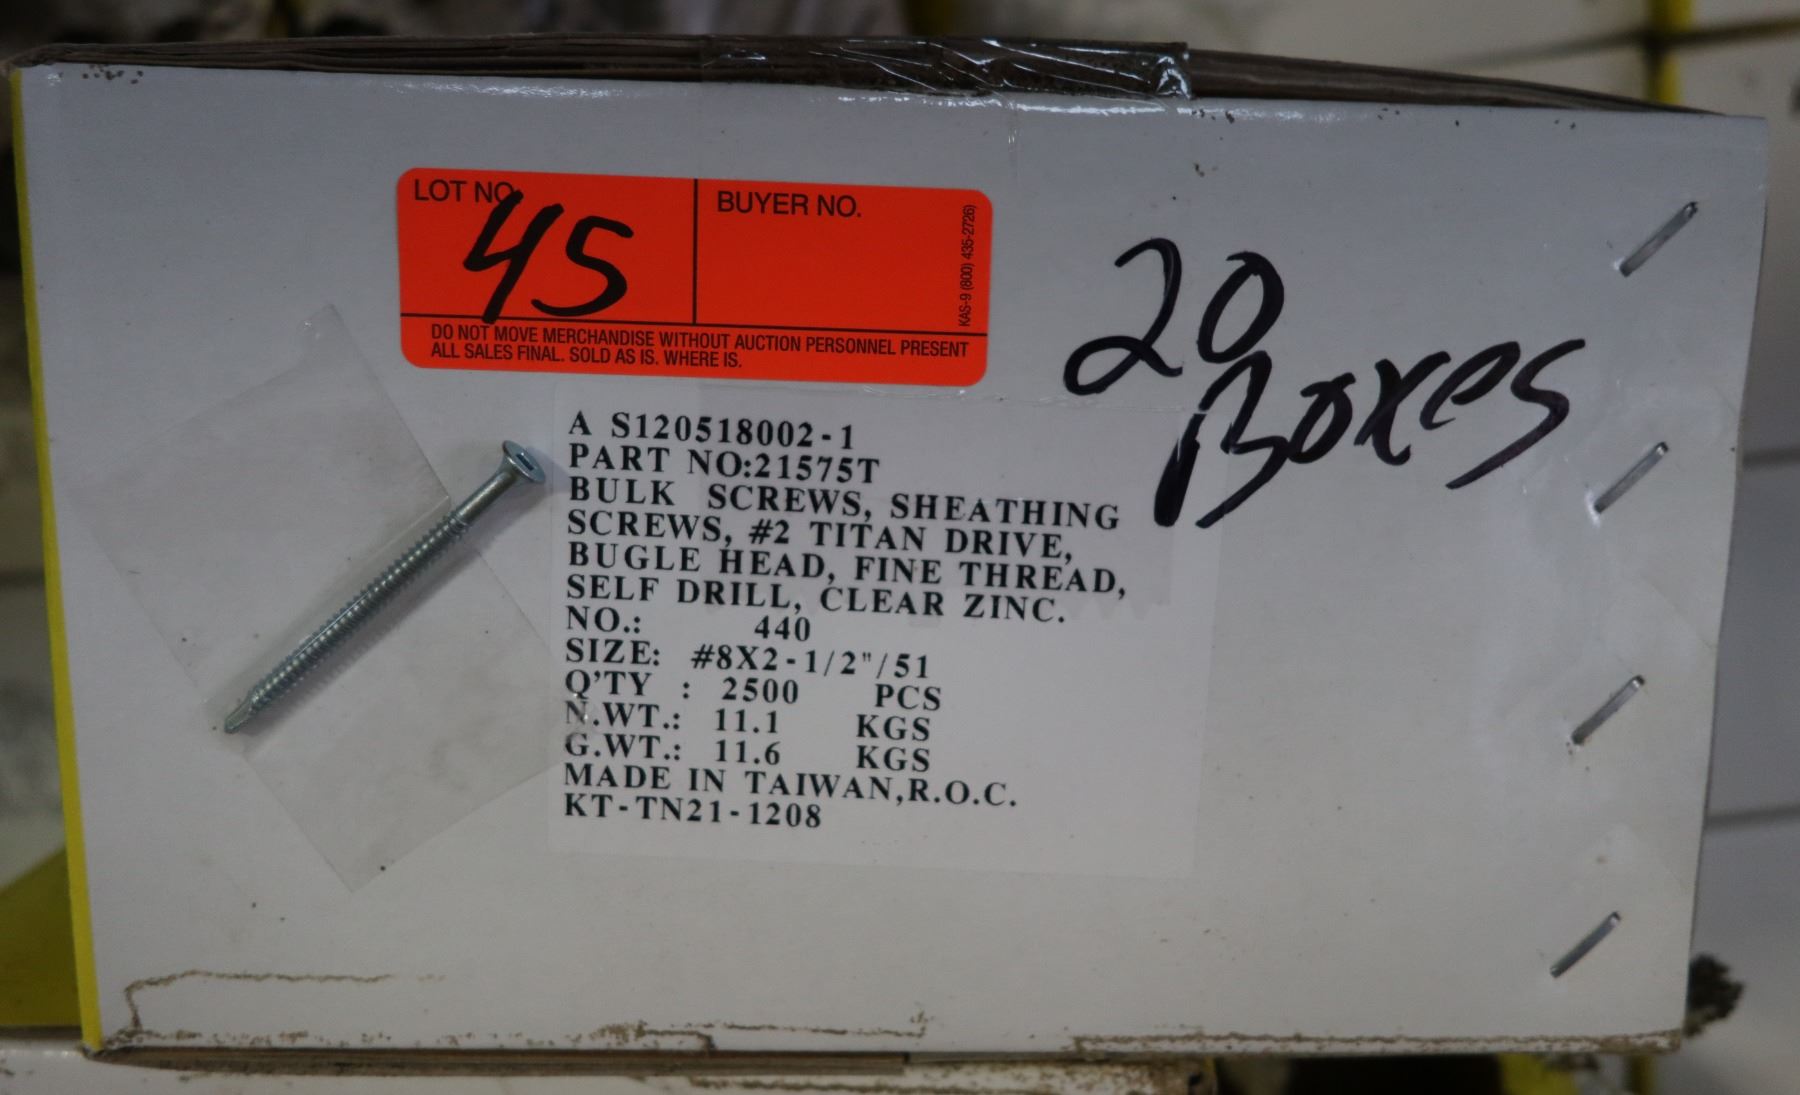 LOT NO.
45
BUYER NO.
KAS-9 (800) 435-2726)
DO NOT MOVE MERCHANDISE WITHOUT AUCTION PERSONNEL PRESENT
ALL SALES FINAL. SOLD AS IS. WHERE IS.
20
Boxes
A S120518002-1
PART NO:21575T
BULK SCREWS, SHEATHING
SCREWS, #2 TITAN DRIVE,
BUGLE HEAD, FINE THREAD,
SELF DRILL, CLEAR ZINC.
NO.: 440
SIZE: #8X2-1/2"/51
Q'TY : 2500 PCS
N.WT.: 11.1 KGS
G.WT.: 11.6 KGS
MADE IN TAIWAN,R.O.C.
KT-TN21-1208